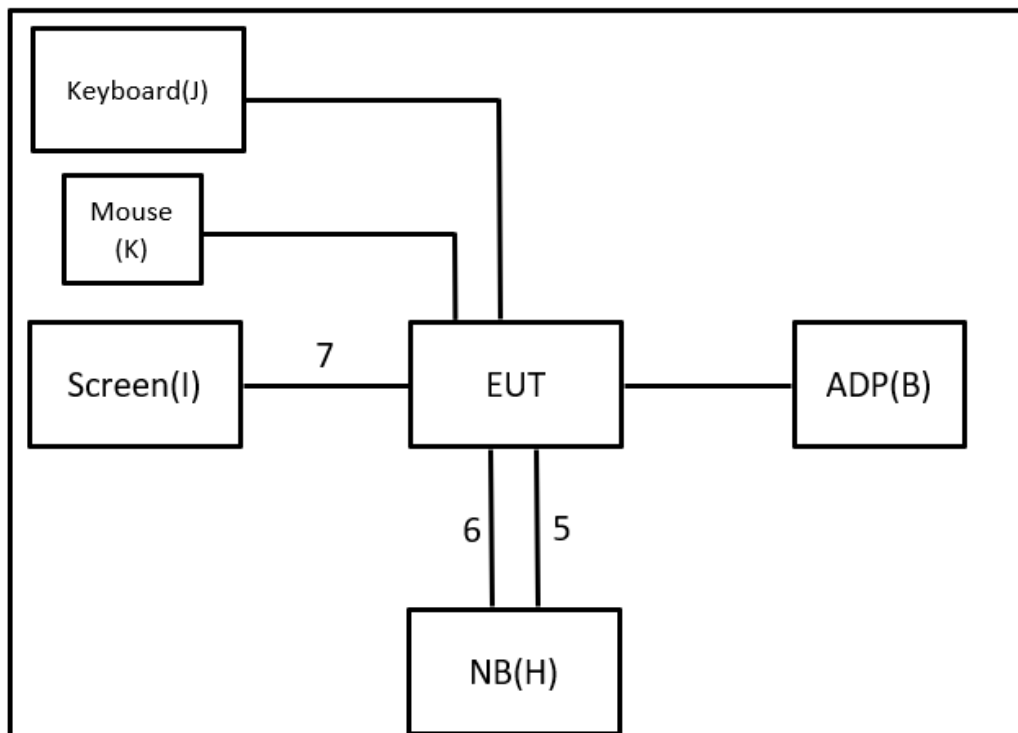 Keyboard(J)
Mouse
(K)
Screen(I)
7
EUT
ADP(B)
6
5
NB(H)